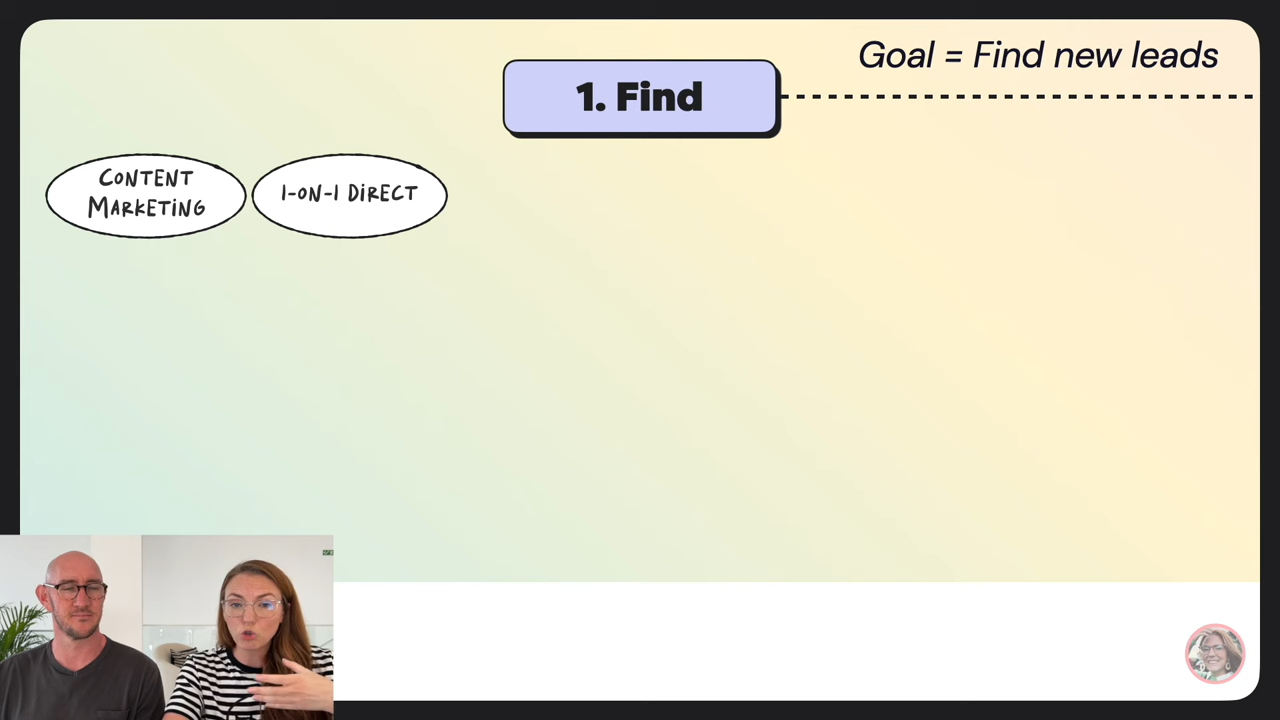 Goal = Find new leads
1. Find
CONTENT
MARKETING
1-ON-1 DIRECT